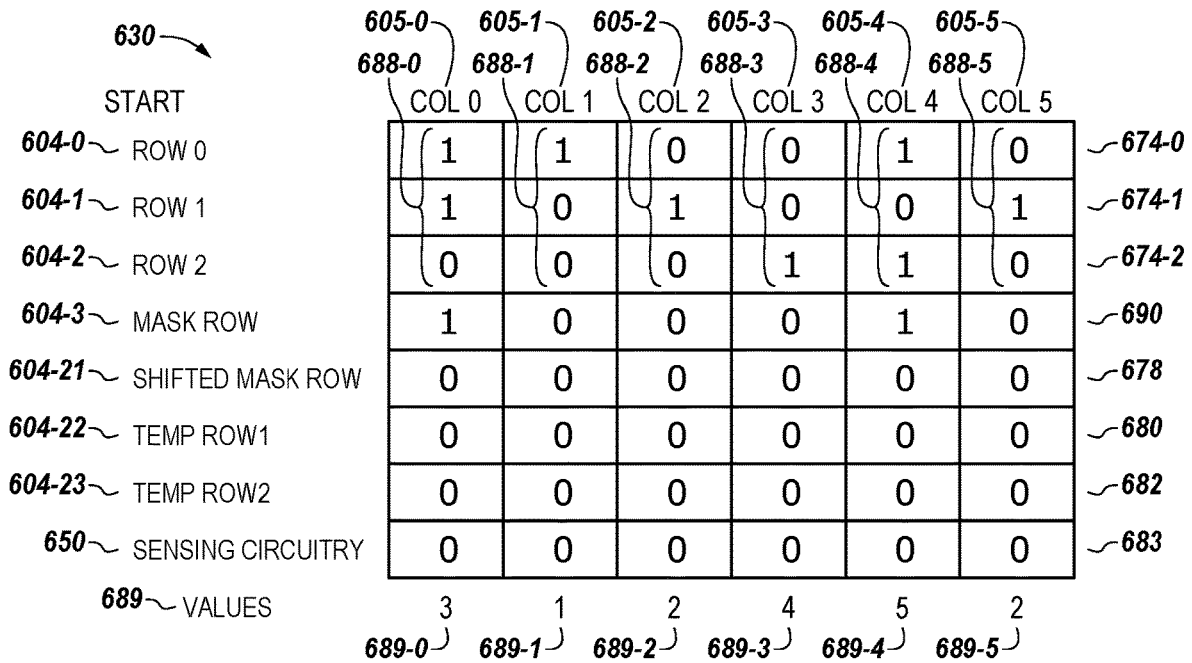 605-0 605-1 605-2 605-3 605-4 605-5
630
688-0 688-1 688-2 688-3 688-4 688-5
START COL 0 COL 1 COL 2 COL 3 COL 4 COL 5
604-0 ROW 0 1 1 0 0 1 0 674-0
604-1 ROW 1 1 0 1 0 0 1 674-1
604-2 ROW 2 0 0 0 1 1 0 674-2
604-3 MASK ROW 1 0 0 0 1 0 690
604-21 SHIFTED MASK ROW 0 0 0 0 0 0 678
604-22 TEMP ROW1 0 0 0 0 0 0 680
604-23 TEMP ROW2 0 0 0 0 0 0 682
650 SENSING CIRCUITRY 0 0 0 0 0 0 683
689 VALUES 3 1 2 4 5 2
689-0 689-1 689-2 689-3 689-4 689-5